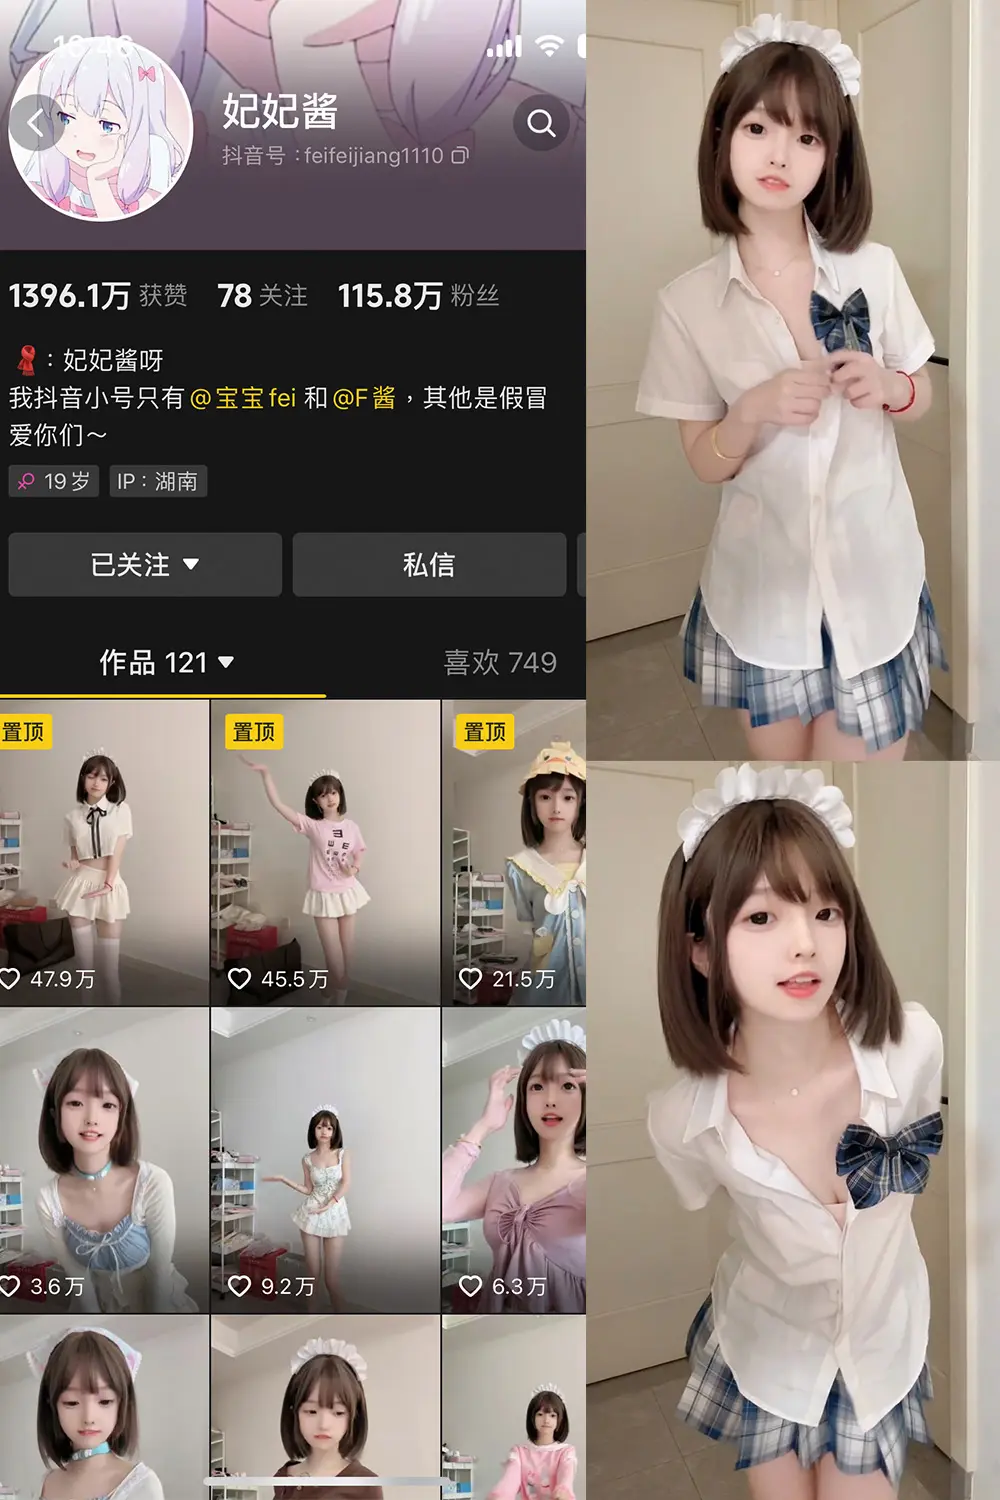 18:46
妃妃酱
抖音号：feifeijiang1110
1396.1万 获赞 78 关注 115.8万 粉丝
：妃妃酱呀
我抖音小号只有 @宝宝fei 和 @F酱，其他是假冒
爱你们～
19岁 IP：湖南
已关注 私信
作品 121 喜欢 749
置顶 置顶 置顶
47.9万 45.5万 21.5万
3.6万 9.2万 6.3万